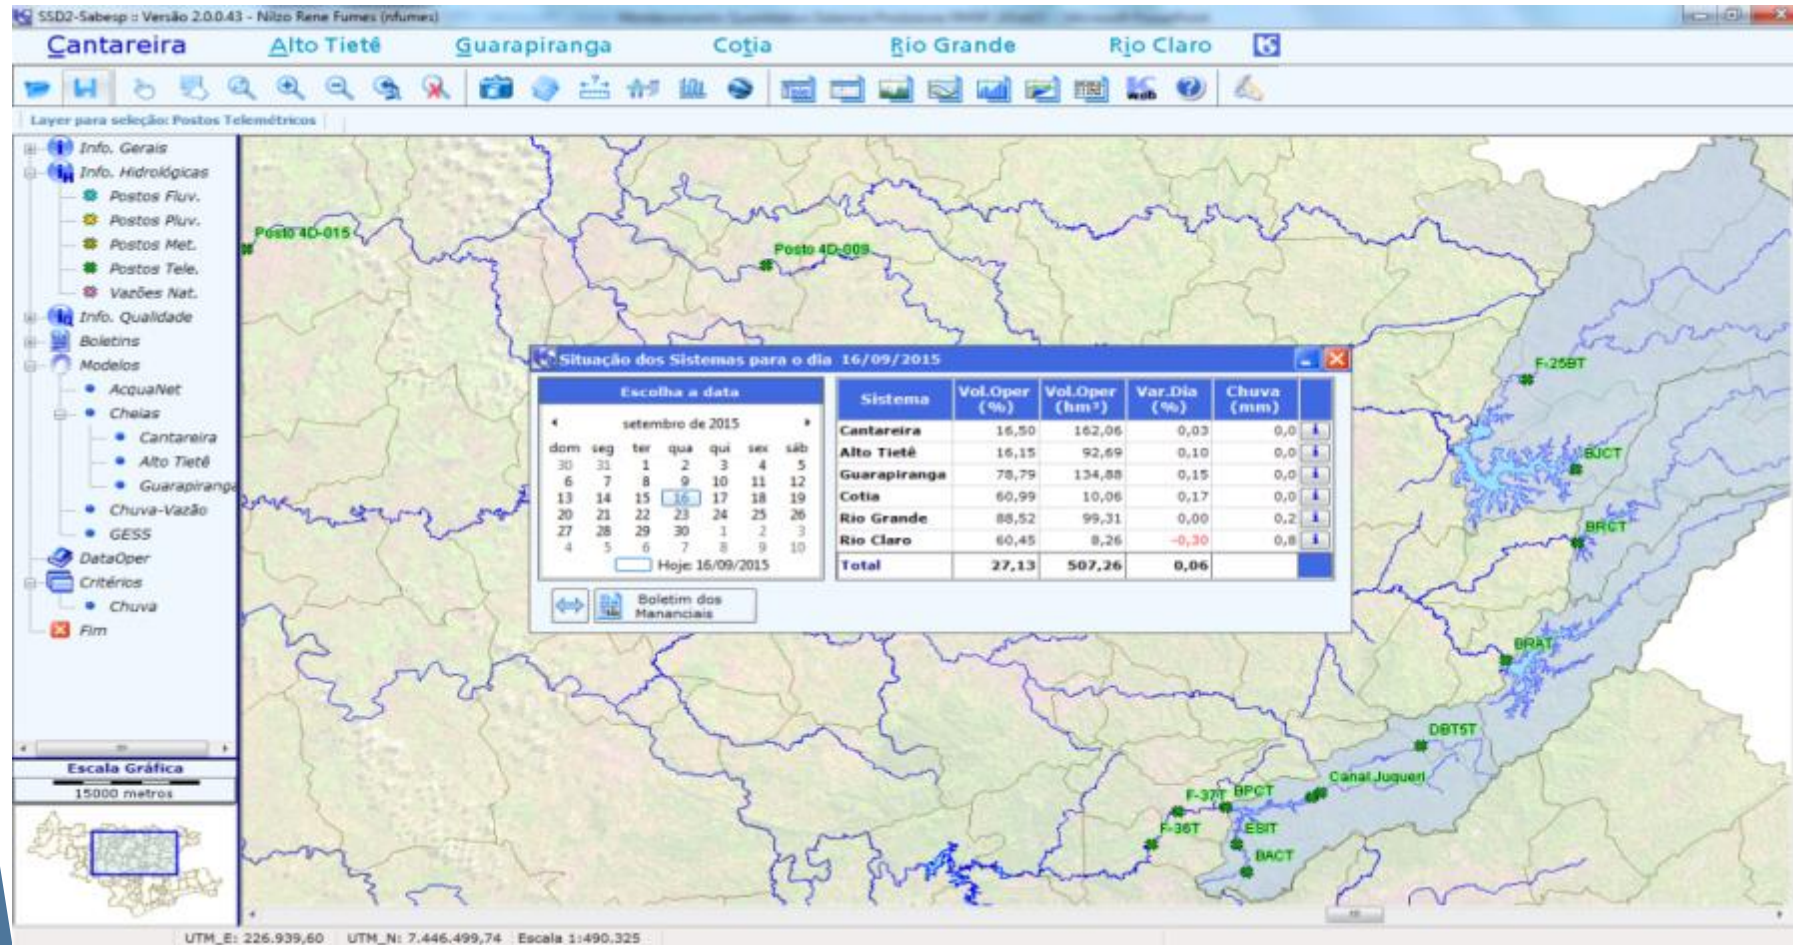 SSD2-Sabesp :: Versão 2.0.0.43 - Nilzo Rene Fumes (nfumes)
Cantareira Alto Tietê Guarapiranga Cotia Rio Grande Rio Claro
Layer para seleção: Postos Telemétricos
Info. Gerais
Info. Hidrológicas
Postos Fluv.
Postos Pluv.
Postos Met.
Postos Tele.
Vazões Nat.
Info. Qualidade
Boletins
Modelos
AcquaNet
Cheias
Cantareira
Alto Tietê
Guarapiranga
Chuva-Vazão
GESS
DataOper
Critérios
Chuva
Fim
Escala Gráfica
15000 metros
Posto 4D-015
Posto 4D-009
F-25BT
BJCT
BRCT
BRAT
DBT5T
Canal Juqueri
F-37T BPCT
F-36T EBIT
BACT
Situação dos Sistemas para o dia 16/09/2015
Escolha a data
setembro de 2015
dom seg ter qua qui sex sáb
30 31 1 2 3 4 5
6 7 8 9 10 11 12
13 14 15 16 17 18 19
20 21 22 23 24 25 26
27 28 29 30 1 2 3
4 5 6 7 8 9 10
Hoje: 16/09/2015
Sistema Vol.Oper (%) Vol.Oper (hm³) Var.Dia (%) Chuva (mm)
Cantareira 16,50 162,06 0,03 0,0
Alto Tietê 16,15 92,69 0,10 0,0
Guarapiranga 78,79 134,88 0,15 0,0
Cotia 60,99 10,06 0,17 0,0
Rio Grande 88,52 99,31 0,00 0,2
Rio Claro 60,45 8,26 -0,30 0,8
Total 27,13 507,26 0,06
Boletim dos
Mananciais
UTM_E: 226.939,60 UTM_N: 7.446.499,74 Escala 1:490.325